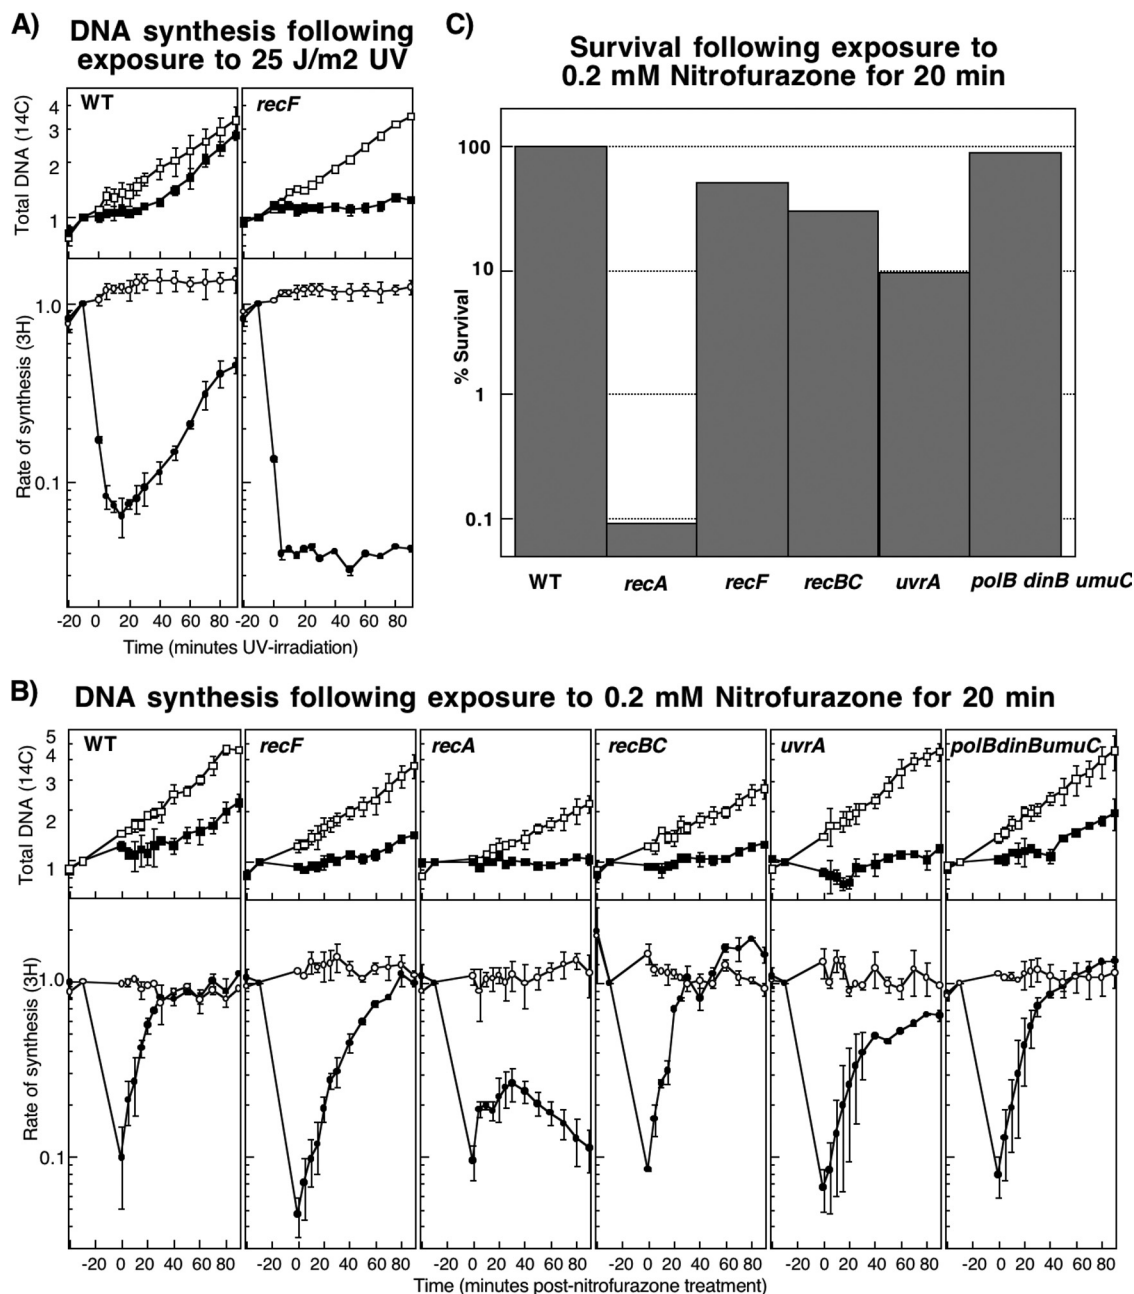 A)
DNA synthesis following
exposure to 25 J/m2 UV
WT
recF
Total DNA (14C)
4
3
2
1
Rate of synthesis (3H)
1.0
0.1
-20 0 20 40 60 80 -20 0 20 40 60 80
Time (minutes UV-irradiation)
C)
Survival following exposure to
0.2 mM Nitrofurazone for 20 min
% Survival
100
10
1
0.1
WT recA recF recBC uvrA polB dinB umuC
B)
DNA synthesis following exposure to 0.2 mM Nitrofurazone for 20 min
WT recF recA recBC uvrA polBdinBumuC
Total DNA (14C)
5
4
3
2
1
Rate of synthesis (3H)
1.0
0.1
-20 0 20 40 60 80 -20 0 20 40 60 80 -20 0 20 40 60 80 -20 0 20 40 60 80 -20 0 20 40 60 80 -20 0 20 40 60 80
Time (minutes post-nitrofurazone treatment)